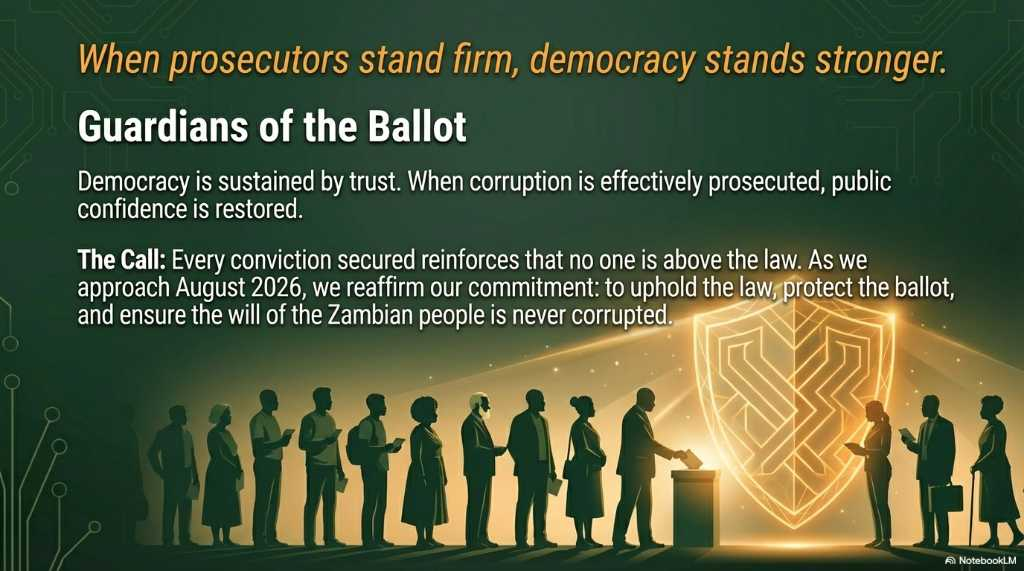 When prosecutors stand firm, democracy stands stronger.
Guardians of the Ballot
Democracy is sustained by trust. When corruption is effectively prosecuted, public
confidence is restored.
The Call: Every conviction secured reinforces that no one is above the law. As we
approach August 2026, we reaffirm our commitment: to uphold the law, protect the ballot,
and ensure the will of the Zambian people is never corrupted.
NotebookLM